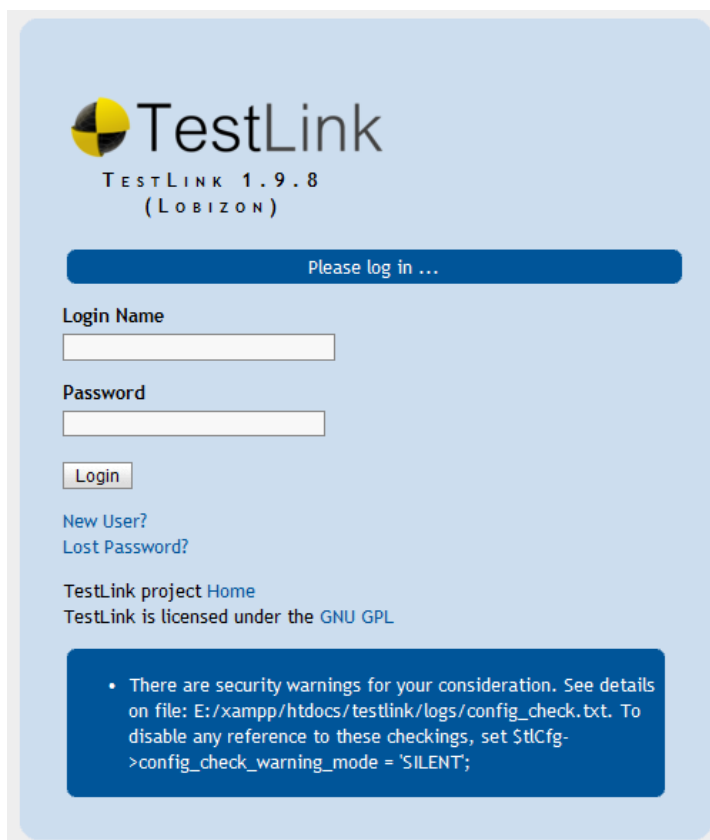 TestLink
TestLink 1.9.8
(Lobizon)
Please log in ...
Login Name
Password
Login
New User?
Lost Password?
TestLink project Home
TestLink is licensed under the GNU GPL
• There are security warnings for your consideration. See details
on file: E:/xampp/htdocs/testlink/logs/config_check.txt. To
disable any reference to these checkings, set $tlCfg-
>config_check_warning_mode = 'SILENT';